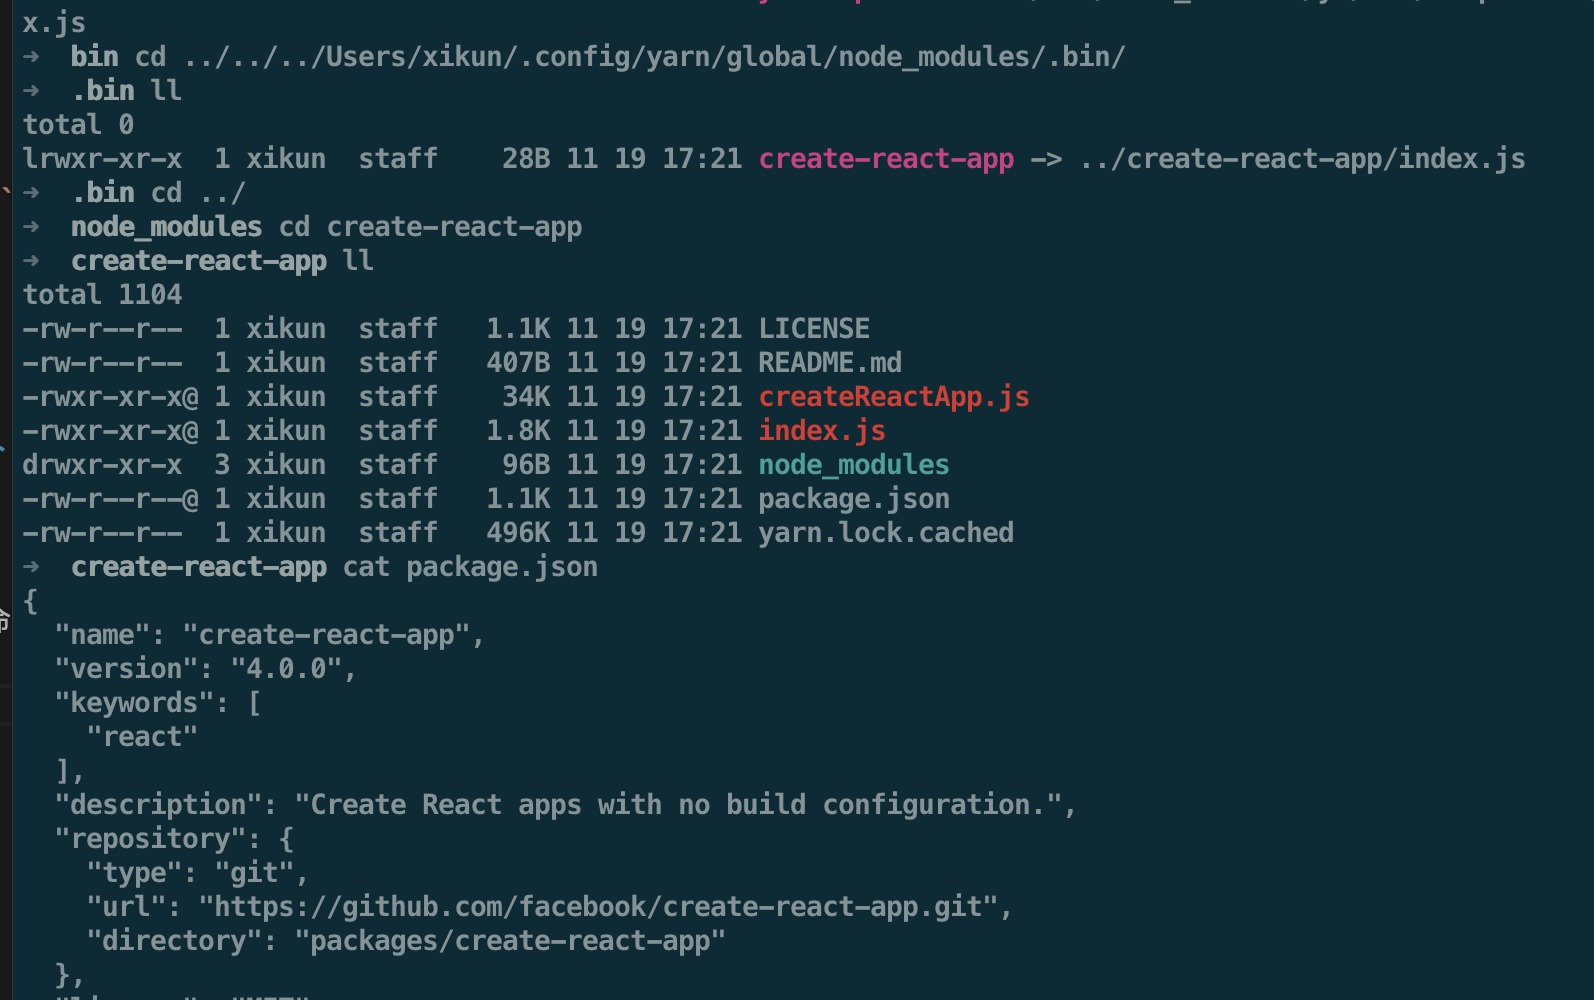 x.js
➜  bin cd ../../../Users/xikun/.config/yarn/global/node_modules/.bin/
➜  .bin ll
total 0
lrwxr-xr-x  1 xikun  staff    28B 11 19 17:21 create-react-app -> ../create-react-app/index.js
➜  .bin cd ../
➜  node_modules cd create-react-app
➜  create-react-app ll
total 1104
-rw-r--r--  1 xikun  staff   1.1K 11 19 17:21 LICENSE
-rw-r--r--  1 xikun  staff   407B 11 19 17:21 README.md
-rwxr-xr-x@ 1 xikun  staff    34K 11 19 17:21 createReactApp.js
-rwxr-xr-x@ 1 xikun  staff   1.8K 11 19 17:21 index.js
drwxr-xr-x  3 xikun  staff    96B 11 19 17:21 node_modules
-rw-r--r--@ 1 xikun  staff   1.1K 11 19 17:21 package.json
-rw-r--r--  1 xikun  staff   496K 11 19 17:21 yarn.lock.cached
➜  create-react-app cat package.json
{
  "name": "create-react-app",
  "version": "4.0.0",
  "keywords": [
    "react"
  ],
  "description": "Create React apps with no build configuration.",
  "repository": {
    "type": "git",
    "url": "https://github.com/facebook/create-react-app.git",
    "directory": "packages/create-react-app"
  },